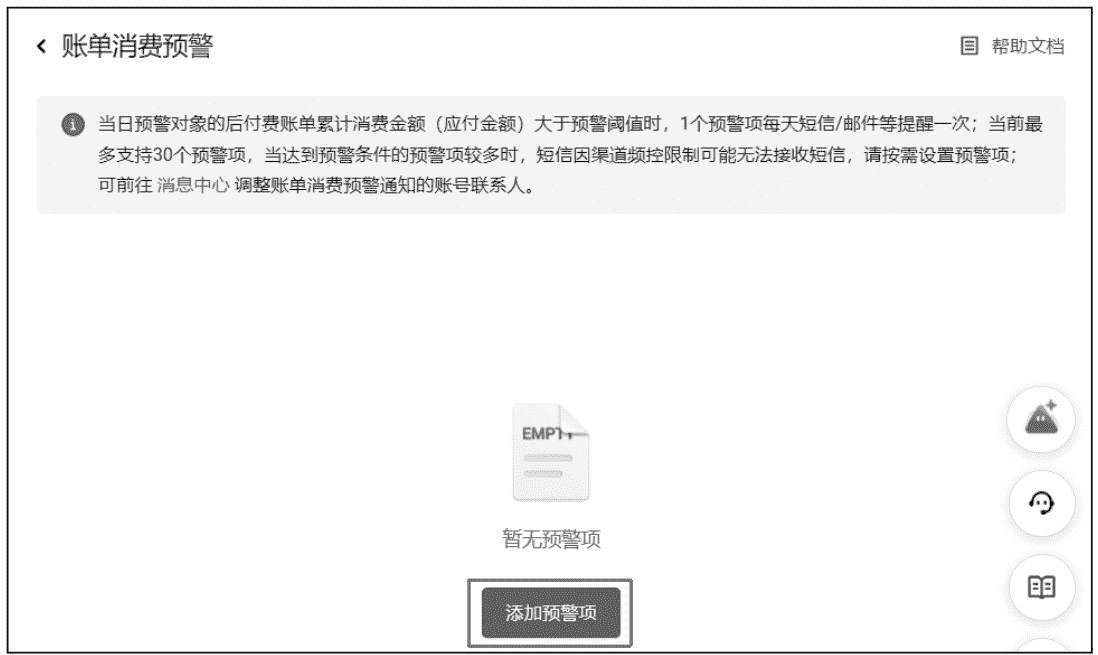 账单消费预警
帮助文档
当日预警对象的后付费账单累计消费金额（应付金额）大于预警阈值时，1个预警项每天短信/邮件等提醒一次；当前最
多支持30个预警项，当达到预警条件的预警项较多时，短信因渠道频控限制可能无法接收短信，请按需设置预警项；
可前往 消息中心 调整账单消费预警通知的账号联系人。
EMPTY
暂无预警项
添加预警项